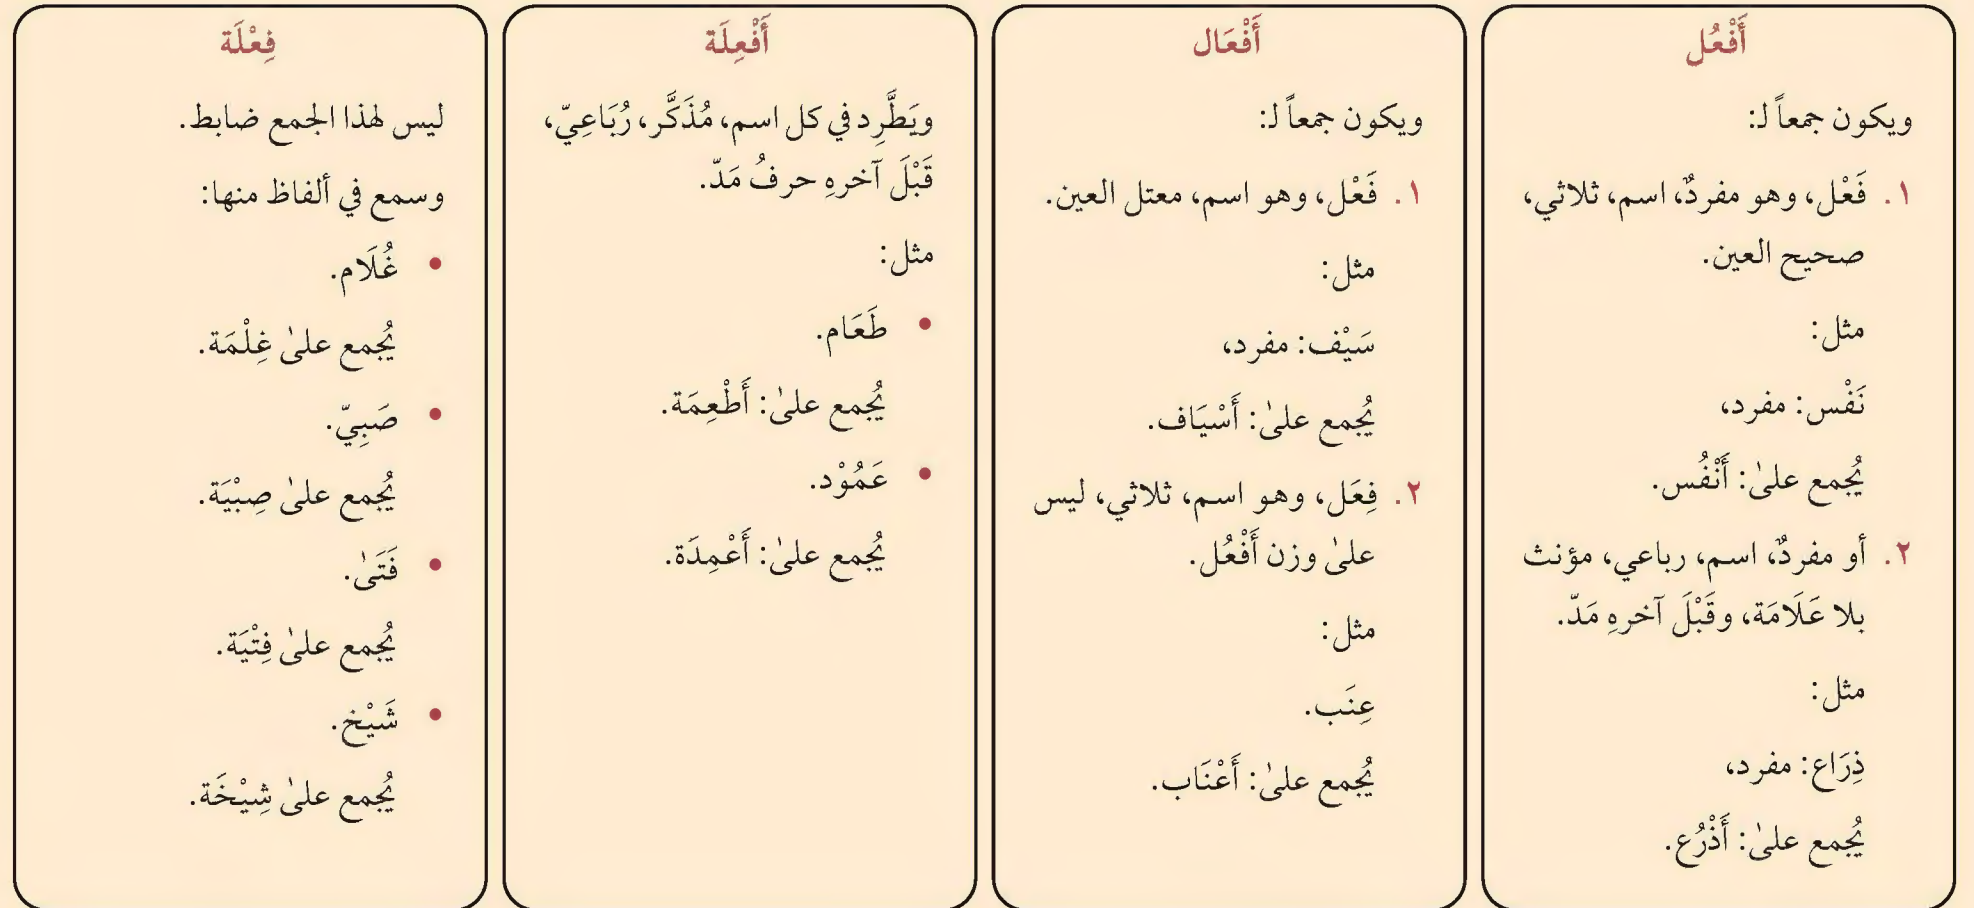 أَفْعُل
ويكون جمعاً لـ:
١. فَعْل، وهو مفردٌ، اسم، ثلاثي،
صحيح العين.
مثل:
نَفْس: مفرد،
يُجمع علىٰ: أَنْفُس.
٢. أو مفردٌ، اسم، رباعي، مؤنث
بلا عَلَامَة، وقَبْلَ آخرهِ مَدّ.
مثل:
ذِرَاع: مفرد،
يُجمع علىٰ: أَذْرُع.
أَفْعَال
ويكون جمعاً لـ:
١. فَعْل، وهو اسم، معتل العين.
مثل:
سَيْف: مفرد،
يُجمع علىٰ: أَسْيَاف.
٢. فِعَل، وهو اسم، ثلاثي، ليس
علىٰ وزن أَفْعُل.
مثل:
عِنَب.
يُجمع علىٰ: أَعْنَاب.
أَفْعِلَة
ويَطَّرِد في كل اسم، مُذَكَّر، رُبَاعِيّ،
قَبْلَ آخرهِ حرفُ مَدّ.
مثل:
• طَعَام.
يُجمع علىٰ: أَطْعِمَة.
• عَمُوْد.
يُجمع علىٰ: أَعْمِدَة.
فِعْلَة
ليس لهذا الجمع ضابط.
وسمع في ألفاظ منها:
• غُلَام.
يُجمع علىٰ غِلْمَة.
• صَبِيّ.
يُجمع علىٰ صِبْيَة.
• فَتَىٰ.
يُجمع علىٰ فِتْيَة.
• شَيْخ.
يُجمع علىٰ شِيْخَة.